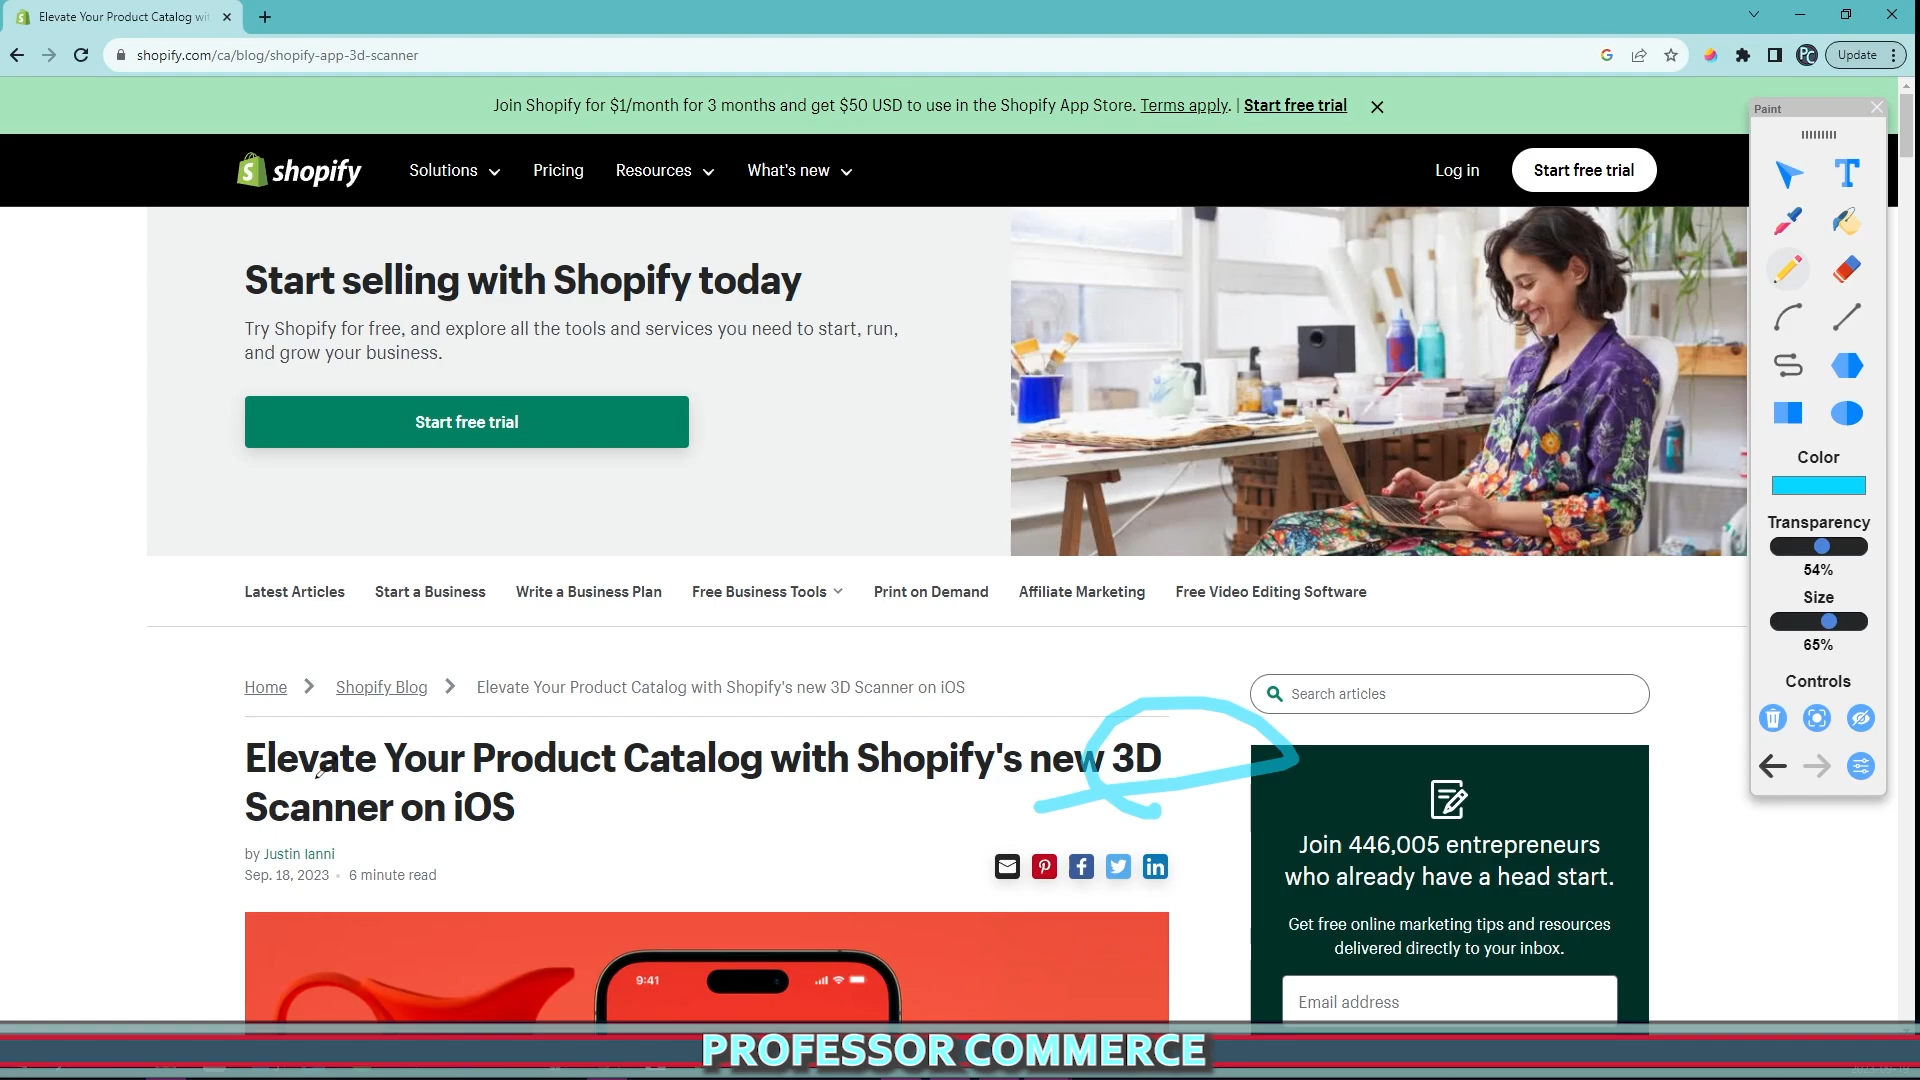 Elevate Your Product Catalog wit
shopify.com/ca/blog/shopify-app-3d-scanner
Update
Join Shopify for $1/month for 3 months and get $50 USD to use in the Shopify App Store. Terms apply. | Start free trial
shopify
Solutions
Pricing
Resources
What's new
Log in
Start free trial
Start selling with Shopify today
Try Shopify for free, and explore all the tools and services you need to start, run,
and grow your business.
Start free trial
Latest Articles
Start a Business
Write a Business Plan
Free Business Tools
Print on Demand
Affiliate Marketing
Free Video Editing Software
Home
Shopify Blog
Elevate Your Product Catalog with Shopify's new 3D Scanner on iOS
Search articles
Elevate Your Product Catalog with Shopify's new 3D
Scanner on iOS
by Justin Ianni
Sep. 18, 2023 • 6 minute read
9:41
Join 446,005 entrepreneurs
who already have a head start.
Get free online marketing tips and resources
delivered directly to your inbox.
Email address
Paint
Color
Transparency
54%
Size
65%
Controls
PROFESSOR COMMERCE